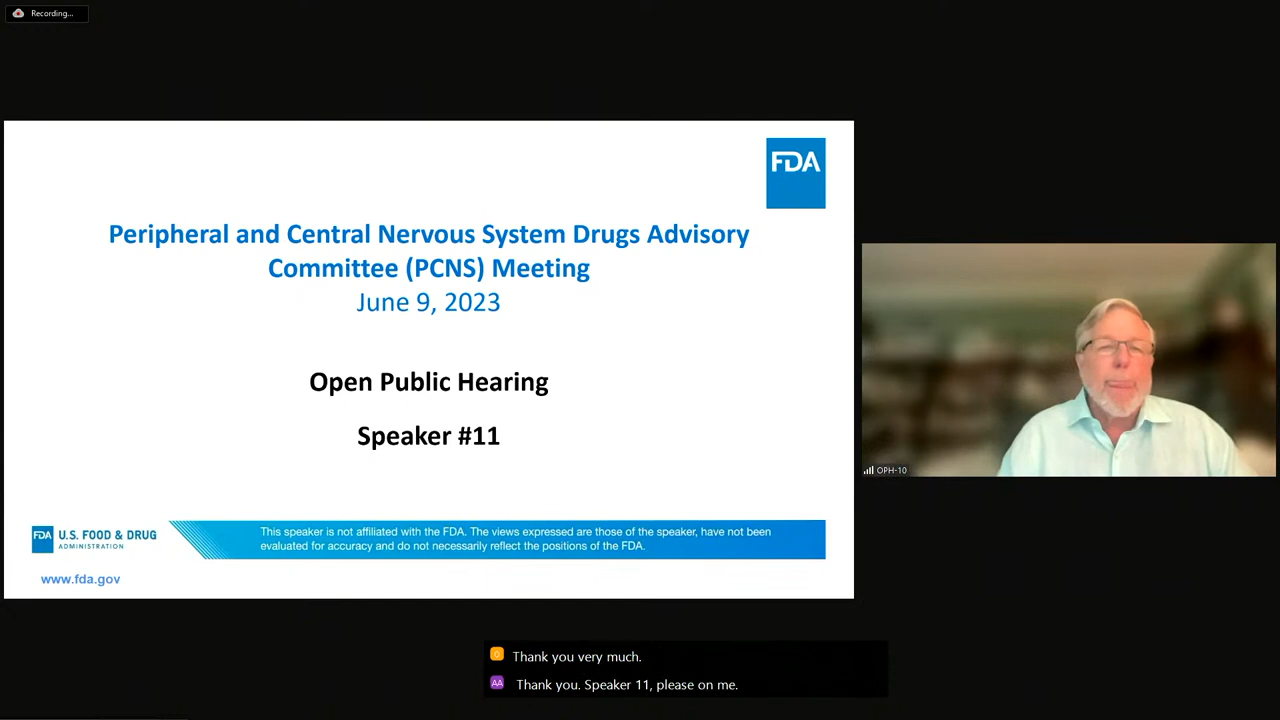 Recording...
FDA
Peripheral and Central Nervous System Drugs Advisory
Committee (PCNS) Meeting
June 9, 2023
Open Public Hearing
Speaker #11
FDA U.S. FOOD & DRUG
ADMINISTRATION
This speaker is not affiliated with the FDA. The views expressed are those of the speaker, have not been
evaluated for accuracy and do not necessarily reflect the positions of the FDA.
www.fda.gov
OPH-10
O Thank you very much.
AA Thank you. Speaker 11, please on me.